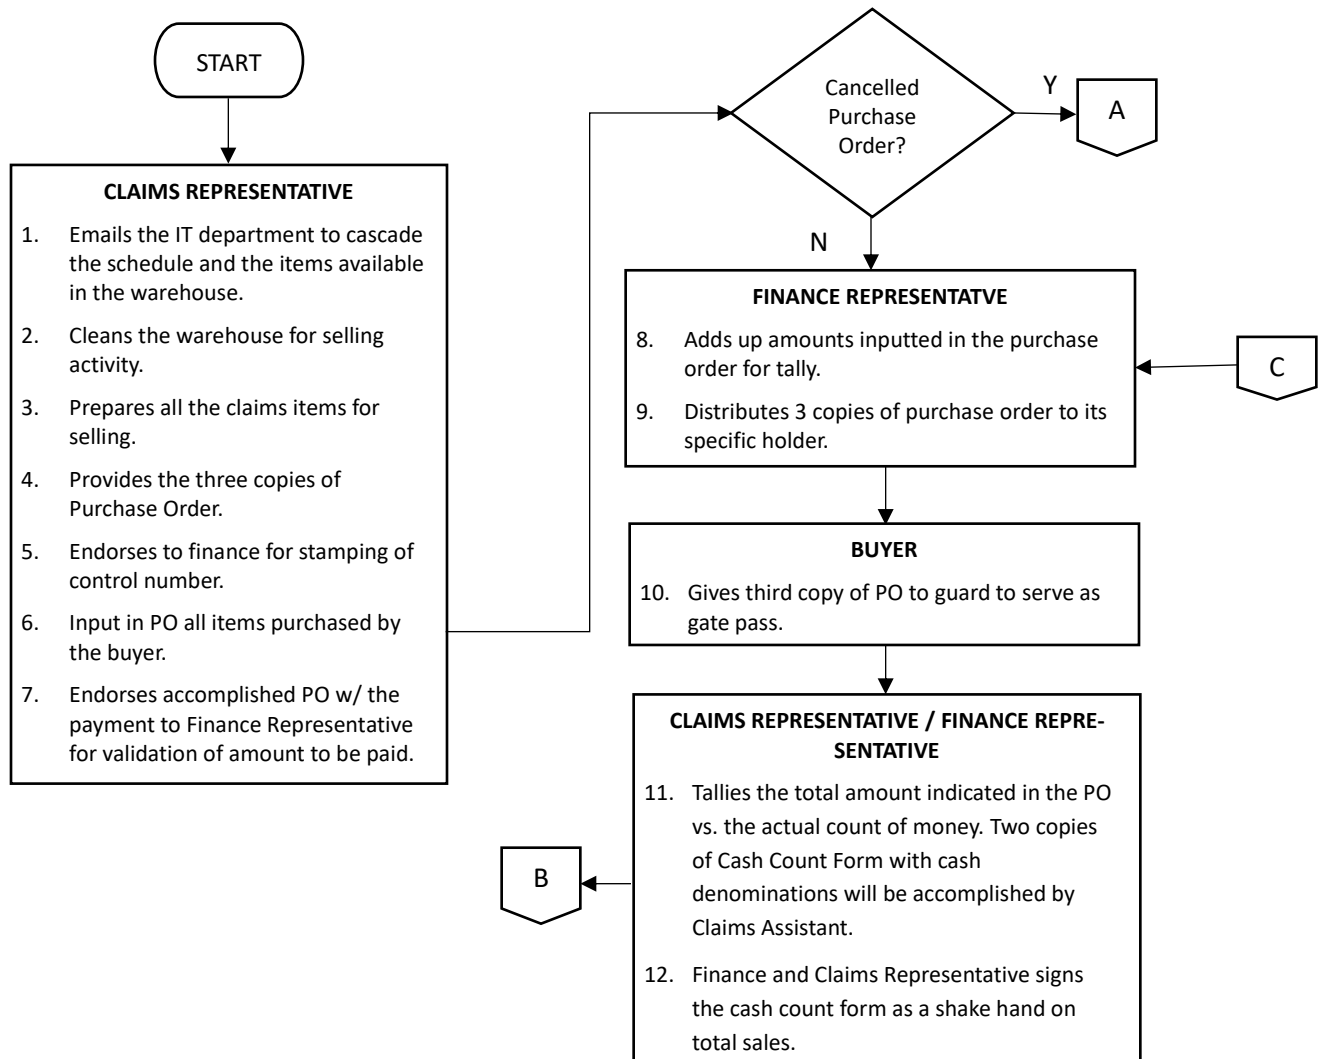 START
CLAIMS REPRESENTATIVE
1. Emails the IT department to cascade
the schedule and the items available
in the warehouse.
2. Cleans the warehouse for selling
activity.
3. Prepares all the claims items for
selling.
4. Provides the three copies of
Purchase Order.
5. Endorses to finance for stamping of
control number.
6. Input in PO all items purchased by
the buyer.
7. Endorses accomplished PO w/ the
payment to Finance Representative
for validation of amount to be paid.
Cancelled
Purchase
Order?
Y
A
N
FINANCE REPRESENTATVE
8. Adds up amounts inputted in the purchase
order for tally.
9. Distributes 3 copies of purchase order to its
specific holder.
C
BUYER
10. Gives third copy of PO to guard to serve as
gate pass.
CLAIMS REPRESENTATIVE / FINANCE REPRE-
SENTATIVE
11. Tallies the total amount indicated in the PO
vs. the actual count of money. Two copies
of Cash Count Form with cash
denominations will be accomplished by
Claims Assistant.
12. Finance and Claims Representative signs
the cash count form as a shake hand on
total sales.
B